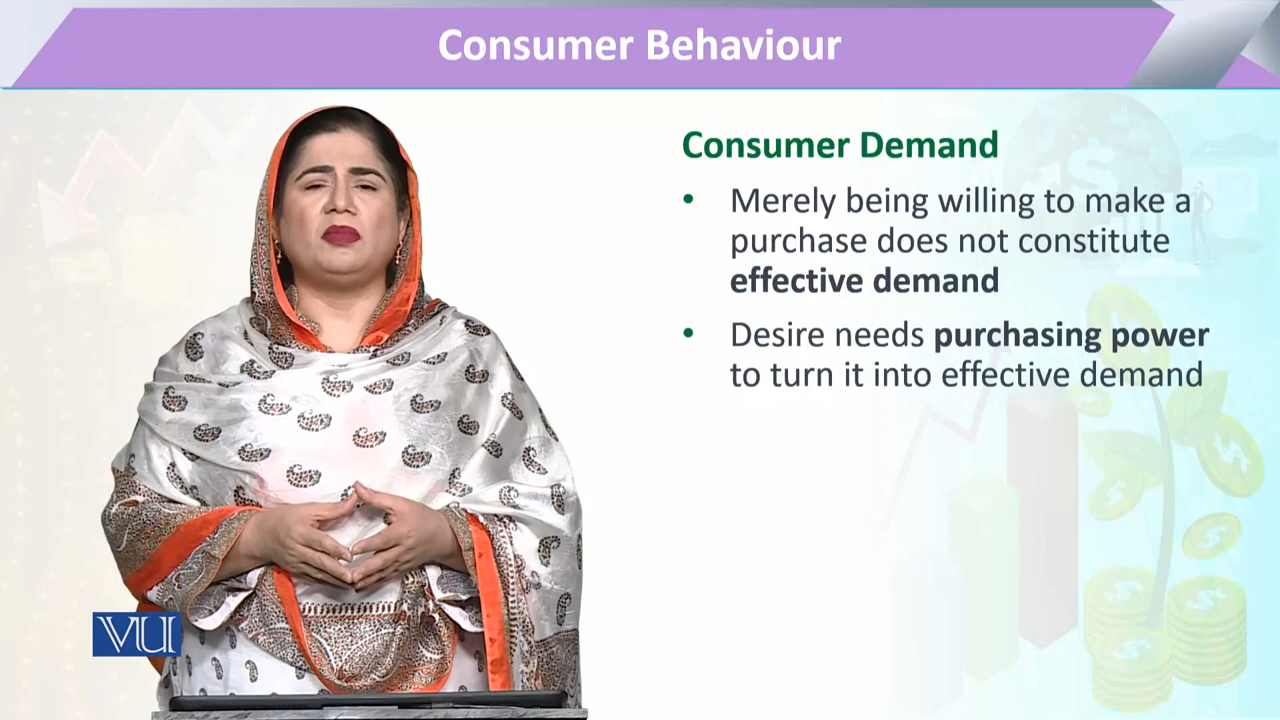 Consumer Behaviour
Consumer Demand
• Merely being willing to make a
purchase does not constitute
effective demand
• Desire needs purchasing power
to turn it into effective demand
VU